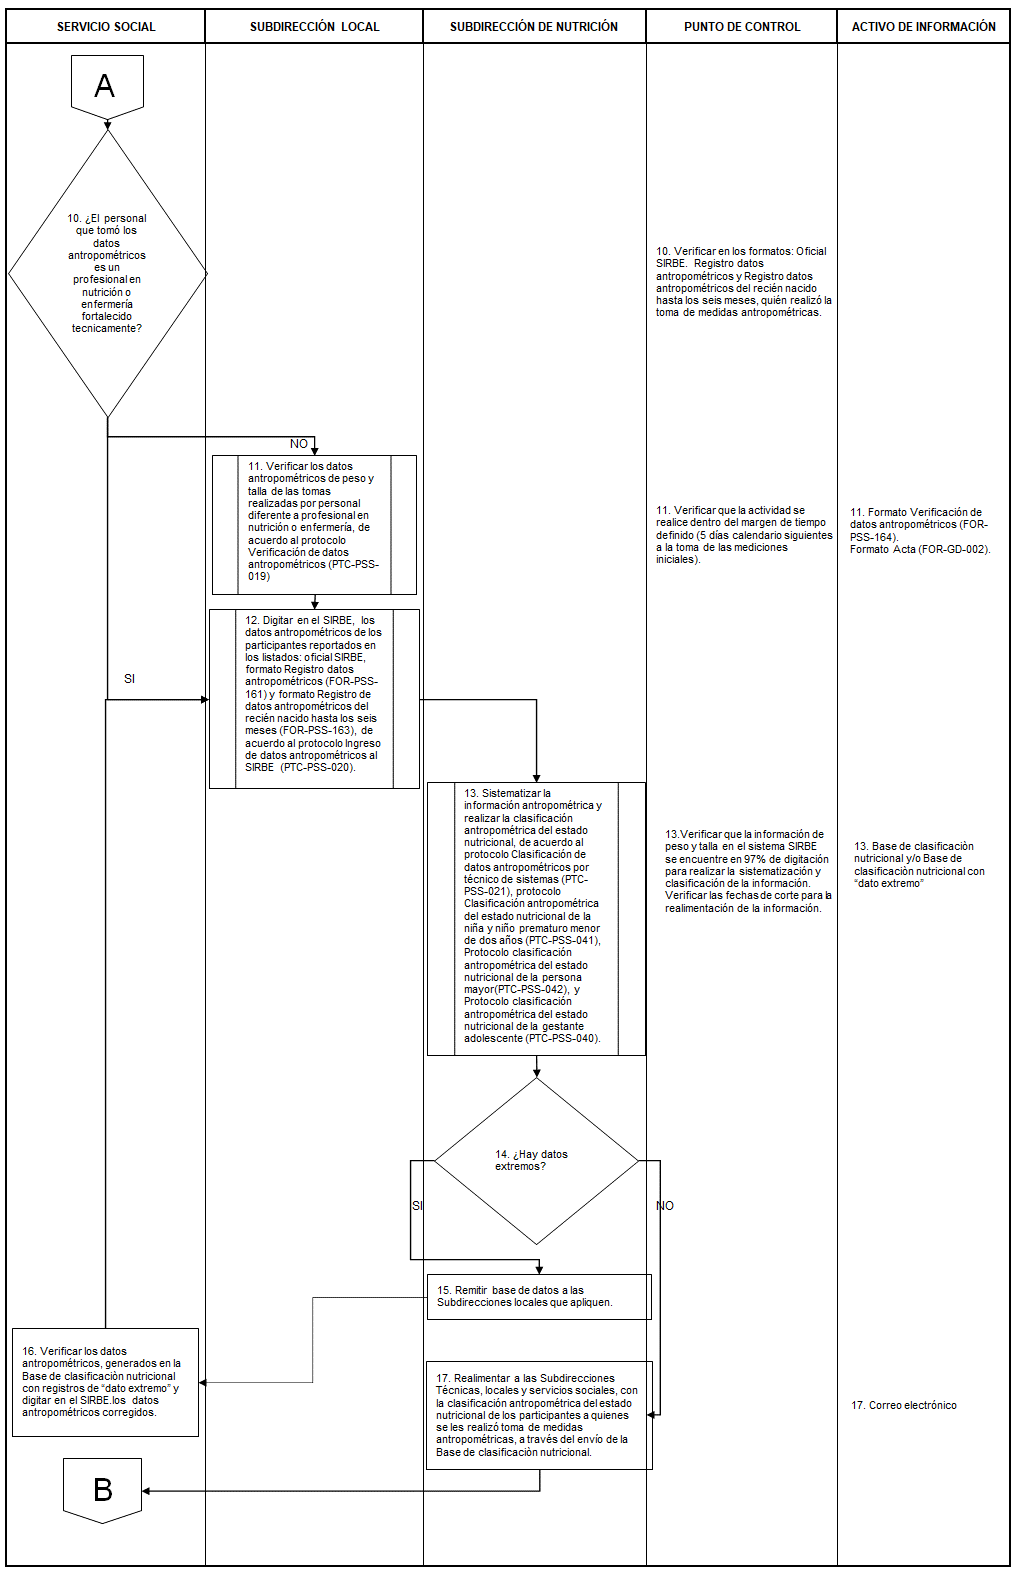 SERVICIO SOCIAL
SUBDIRECCIÓN LOCAL
SUBDIRECCIÓN DE NUTRICIÓN
PUNTO DE CONTROL
ACTIVO DE INFORMACIÓN
A
10. ¿El personal
que tomó los
datos
antropométricos
es un
profesional en
nutrición o
enfermería
fortalecido
tecnicamente?
10. Verificar en los formatos: Oficial
SIRBE. Registro datos
antropométricos y Registro datos
antropométricos del recién nacido
hasta los seis meses, quién realizó la
toma de medidas antropométricas.
NO
11. Verificar los datos
antropométricos de peso y
talla de las tomas
realizadas por personal
diferente a profesional en
nutrición o enfermería, de
acuerdo al protocolo
Verificación de datos
antropométricos (PTC-PSS-
019)
11. Verificar que la actividad se
realice dentro del margen de tiempo
definido (5 días calendario siguientes
a la toma de las mediciones
iniciales).
11. Formato Verificación de
datos antropométricos (FOR-
PSS-164).
Formato Acta (FOR-GD-002).
12. Digitar en el SIRBE, los
datos antropométricos de los
participantes reportados en
los listados: oficial SIRBE,
formato Registro datos
antropométricos (FOR-PSS-
161) y formato Registro de
datos antropométricos del
recién nacido hasta los seis
meses (FOR-PSS-163), de
acuerdo al protocolo Ingreso
de datos antropométricos al
SIRBE (PTC-PSS-020).
SI
13. Sistematizar la
información antropométrica y
realizar la clasificación
antropométrica del estado
nutricional, de acuerdo al
protocolo Clasificación de
datos antropométricos por
técnico de sistemas (PTC-
PSS-021), protocolo
Clasificación antropométrica
del estado nutricional de la
niña y niño prematuro menor
de dos años (PTC-PSS-041),
Protocolo clasificación
antropométrica del estado
nutricional de la persona
mayor(PTC-PSS-042), y
Protocolo clasificación
antropométrica del estado
nutricional de la gestante
adolescente (PTC-PSS-040).
13.Verificar que la información de
peso y talla en el sistema SIRBE
se encuentre en 97% de digitación
para realizar la sistematización y
clasificación de la información.
Verificar las fechas de corte para la
realimentación de la información.
13. Base de clasificaciòn
nutricional y/o Base de
clasificaciòn nutricional con
“dato extremo”
14. ¿Hay datos
extremos?
SI
NO
15. Remitir base de datos a las
Subdirecciones locales que apliquen.
16. Verificar los datos
antropométricos, generados en la
Base de clasificaciòn nutricional
con registros de “dato extremo” y
digitar en el SIRBE.los datos
antropométricos corregidos.
17. Realimentar a las Subdirecciones
Técnicas, locales y servicios sociales, con
la clasificación antropométrica del estado
nutricional de los participantes a quienes
se les realizó toma de medidas
antropométricas, a través del envío de la
Base de clasificaciòn nutricional.
17. Correo electrónico
B